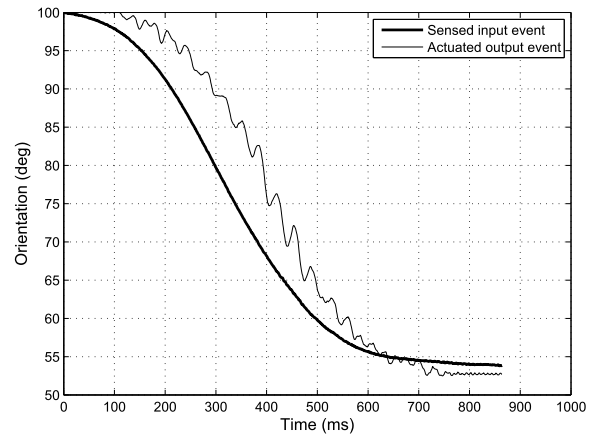 100
95
90
85
80
75
70
65
60
55
50
Orientation (deg)
Sensed input event
Actuated output event
0 100 200 300 400 500 600 700 800 900 1000
Time (ms)